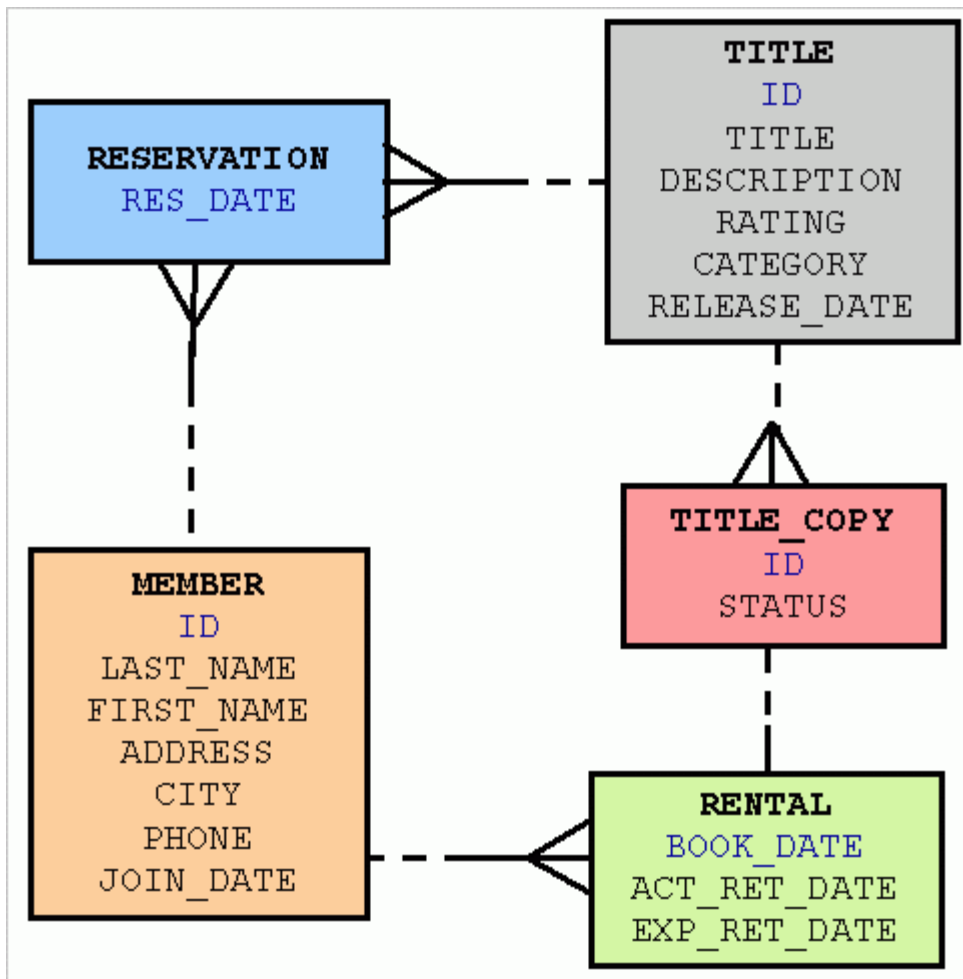 TITLE
ID
TITLE
DESCRIPTION
RATING
CATEGORY
RELEASE_DATE
RESERVATION
RES_DATE
TITLE_COPY
ID
STATUS
MEMBER
ID
LAST_NAME
FIRST_NAME
ADDRESS
CITY
PHONE
JOIN_DATE
RENTAL
BOOK_DATE
ACT_RET_DATE
EXP_RET_DATE